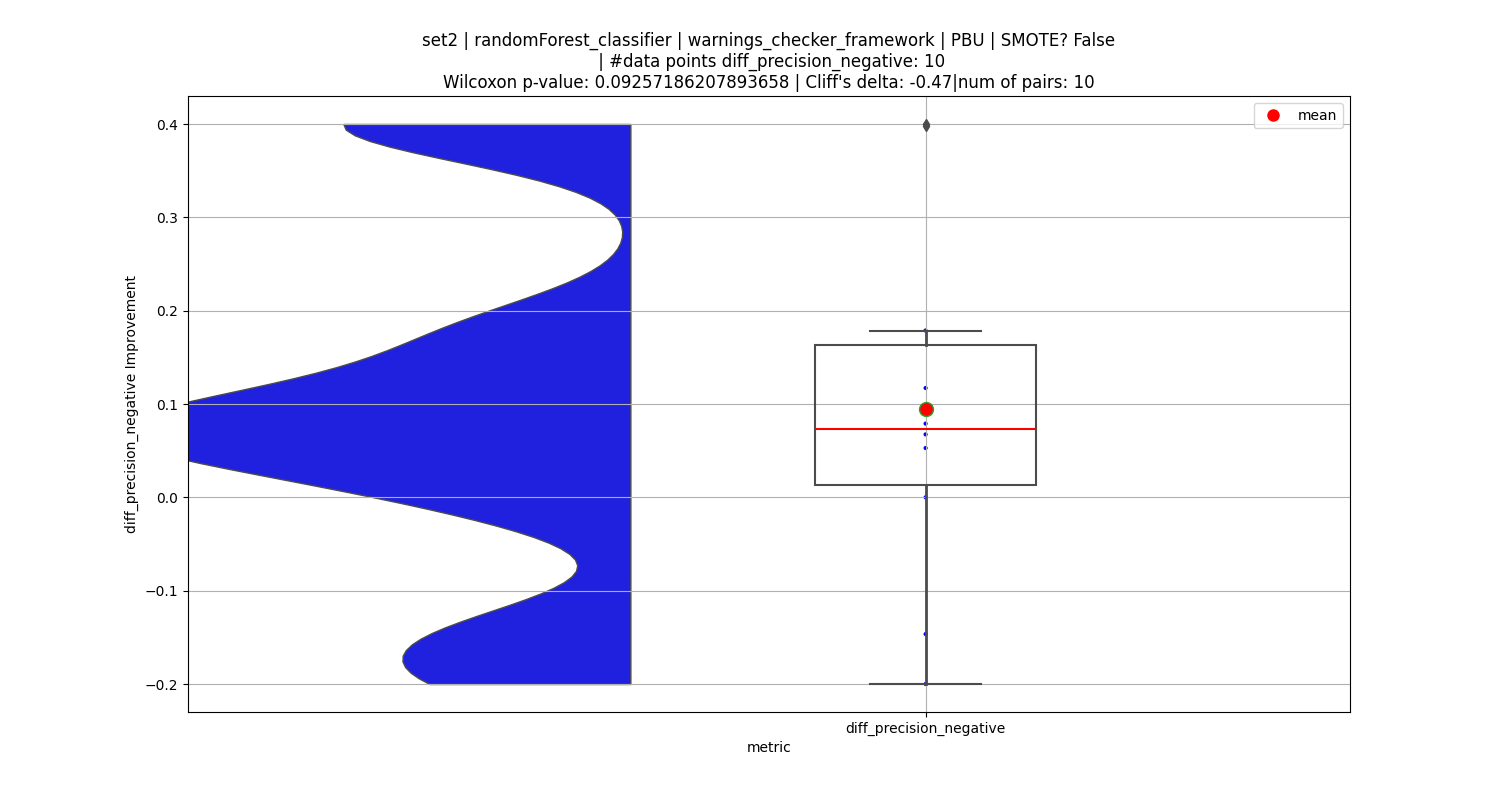 set2 | randomForest_classifier | warnings_checker_framework | PBU | SMOTE? False
| #data points diff_precision_negative: 10
Wilcoxon p-value: 0.09257186207893658 | Cliff's delta: -0.47|num of pairs: 10
mean
0.4
0.3
0.2
0.1
0.0
−0.1
−0.2
diff_precision_negative Improvement
diff_precision_negative
metric